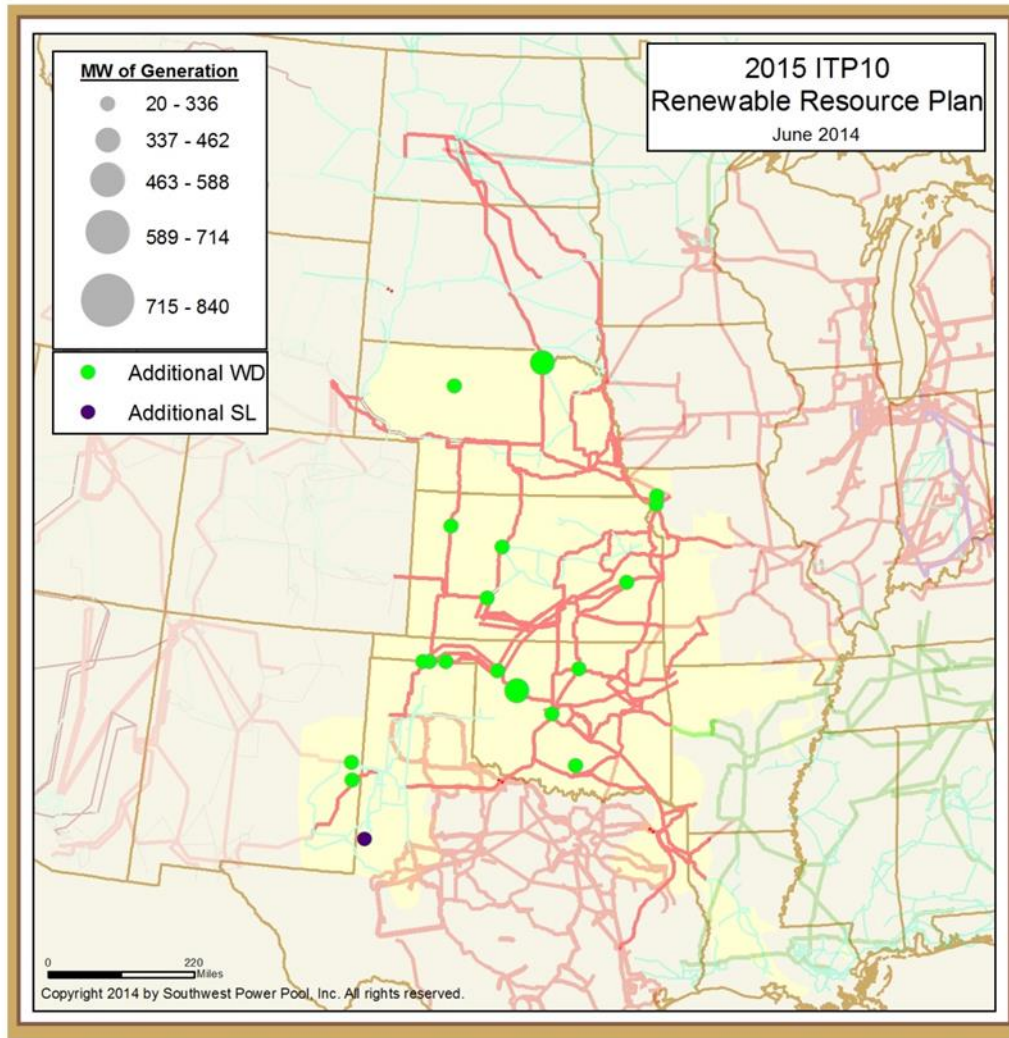 2015 ITP10
Renewable Resource Plan
June 2014
MW of Generation
20 - 336
337 - 462
463 - 588
589 - 714
715 - 840
Additional WD
Additional SL
0 220
Miles
Copyright 2014 by Southwest Power Pool, Inc. All rights reserved.